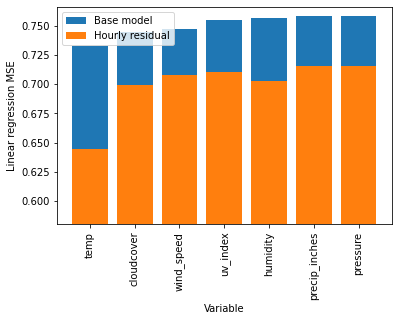 Base model
Hourly residual
0.750
0.725
0.700
0.675
0.650
0.625
0.600
Linear regression MSE
temp
cloudcover
wind_speed
uv_index
humidity
precip_inches
pressure
Variable